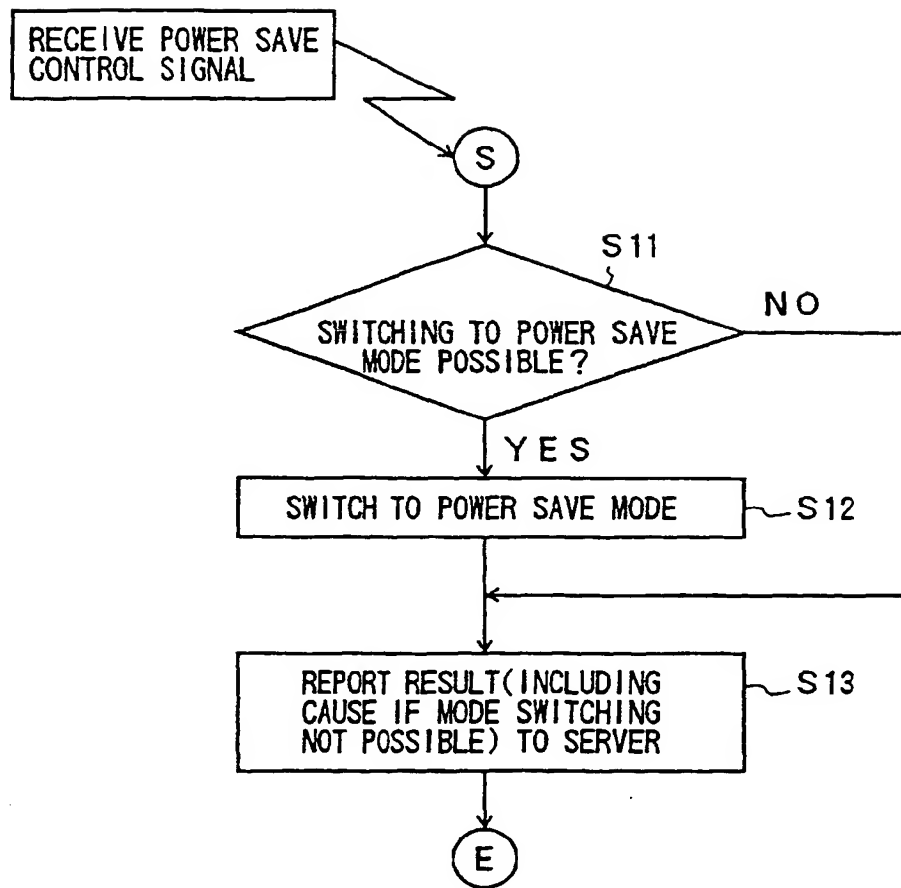 RECEIVE POWER SAVE
CONTROL SIGNAL
S
S11
NO
SWITCHING TO POWER SAVE
MODE POSSIBLE?
YES
SWITCH TO POWER SAVE MODE
S12
REPORT RESULT(INCLUDING
CAUSE IF MODE SWITCHING
NOT POSSIBLE) TO SERVER
S13
E